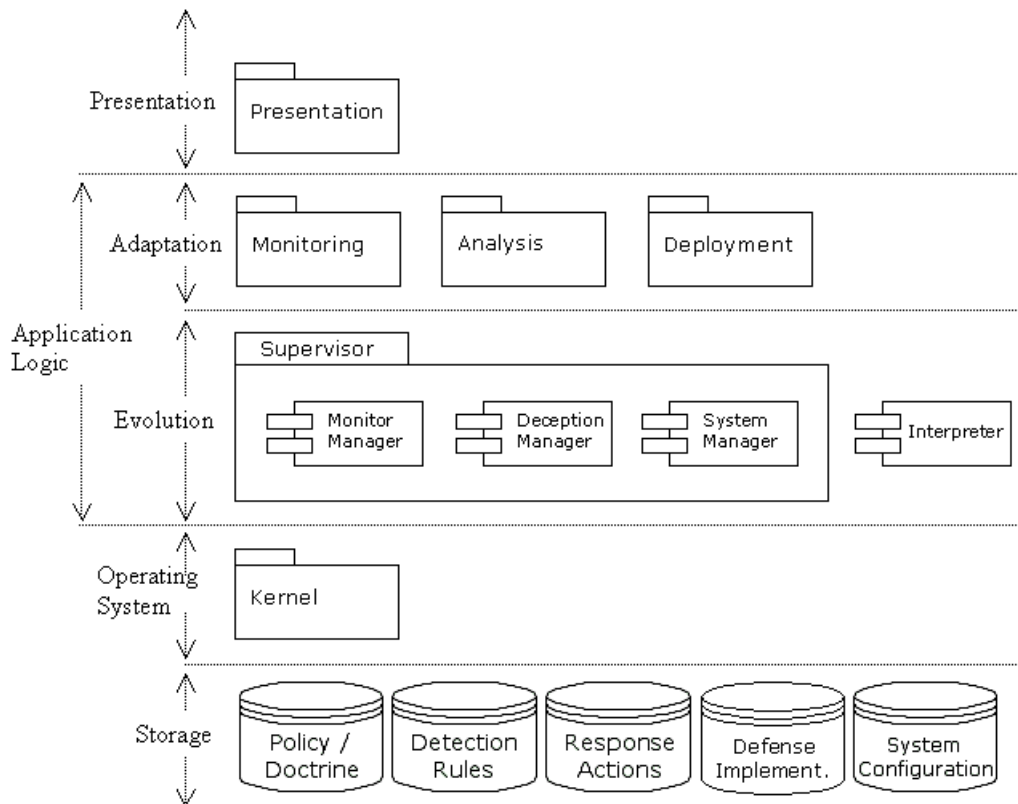 Presentation
Presentation
Adaptation
Monitoring
Analysis
Deployment
Application
Logic
Evolution
Supervisor
Monitor
Manager
Deception
Manager
System
Manager
Interpreter
Operating
System
Kernel
Storage
Policy /
Doctrine
Detection
Rules
Response
Actions
Defense
Implement.
System
Configuration